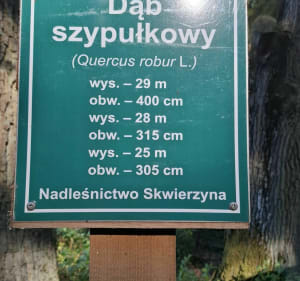 Dąb
szypułkowy
(Quercus robur L.)
wys. – 29 m
obw. – 400 cm
wys. – 28 m
obw. – 315 cm
wys. – 25 m
obw. – 305 cm
Nadleśnictwo Skwierzyna